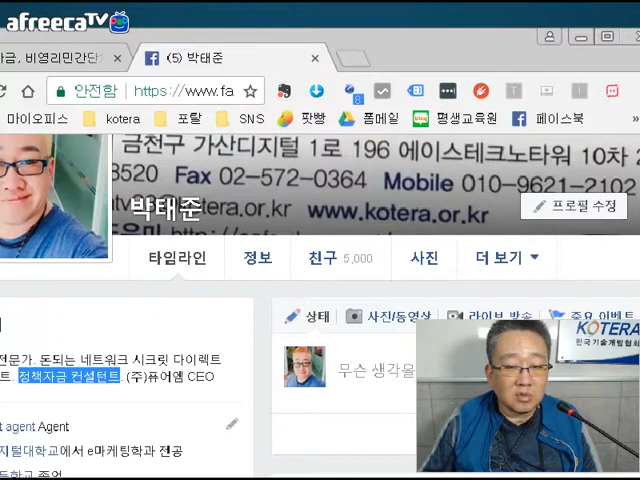 afreecaTV
금, 비영리민간단 ×
(5) 박태준 ×
안전함 https://www.fa
마이오피스 kotera 포탈 SNS 팟빵 폼메일 평생교육원 페이스북 »
금천구 가산디지털 1로 196 에이스테크노타워 10차
8520 Fax 02-572-0364 Mobile 010-9621-2102
박태준
otera.or.kr www.kotera.or.kr
프로필 수정
타임라인 정보 친구 5,000 사진 더 보기
상태 사진/동영상 라이브 방송 중요 이벤트
무슨 생각을
전문가. 돈되는 네트워크 시크릿 다이렉트
트. 정책자금 컨설턴트. (주)퓨어엠 CEO
agent Agent
지털대학교에서 e마케팅학과 전공
등학교 졸업
KOTERA
한국기술개발협회